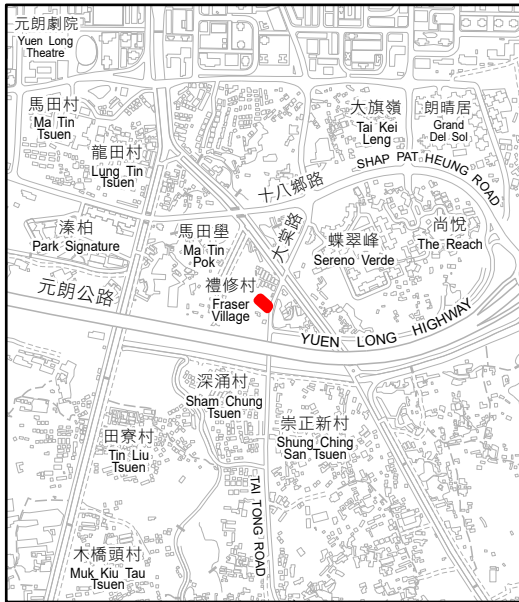 元朗劇院
Yuen Long
Theatre
馬田村
Ma Tin
Tsuen
龍田村
Lung Tin
Tsuen
大旗嶺
Tai Kei
Leng
朗晴居
Grand
Del Sol
SHAP PAT HEUNG ROAD
十八鄉路
溱柏
Park Signature
馬田壆
Ma Tin
Pok
大棠路
蝶翠峰
Sereno Verde
尚悅
The Reach
元朗公路
禮修村
Fraser
Village
YUEN LONG HIGHWAY
深涌村
Sham Chung
Tsuen
崇正新村
Shung Ching
San Tsuen
田寮村
Tin Liu
Tsuen
TAI TONG ROAD
木橋頭村
Muk Kiu Tau
Tsuen